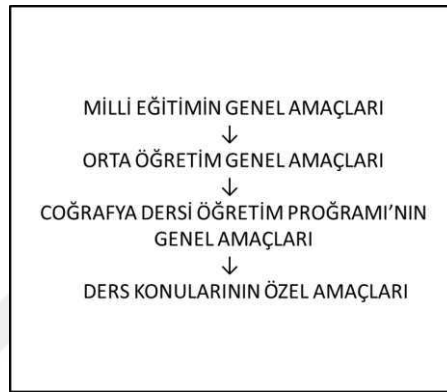 MİLLİ EĞİTİMİN GENEL AMAÇLARI
↓
ORTA ÖĞRETİM GENEL AMAÇLARI
↓
COĞRAFYA DERSİ ÖĞRETİM PROĞRAMI’NIN
GENEL AMAÇLARI
↓
DERS KONULARININ ÖZEL AMAÇLARI